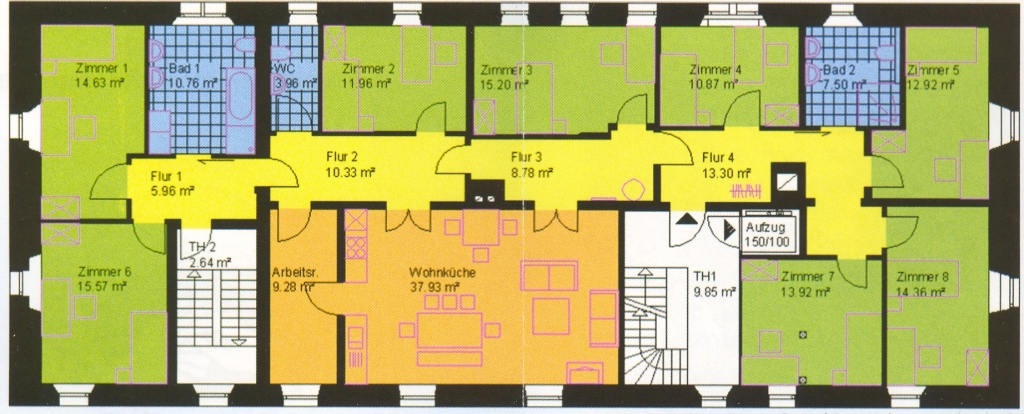 Zimmer 1
14.63 m²
Bad 1
10.76 m²
WC
3.96 m²
Zimmer 2
11.96 m²
Zimmer 3
15.20 m²
Zimmer 4
10.87 m²
Bad 2
7.50 m²
Zimmer 5
12.92 m²
Flur 1
5.96 m²
Flur 2
10.33 m²
Flur 3
8.78 m²
Flur 4
13.30 m²
Zimmer 6
15.57 m²
TH 2
2.64 m²
Arbeitsr.
9.28 m²
Wohnküche
37.93 m²
TH1
9.85 m²
Aufzug
150/100
Zimmer 7
13.92 m²
Zimmer 8
14.36 m²